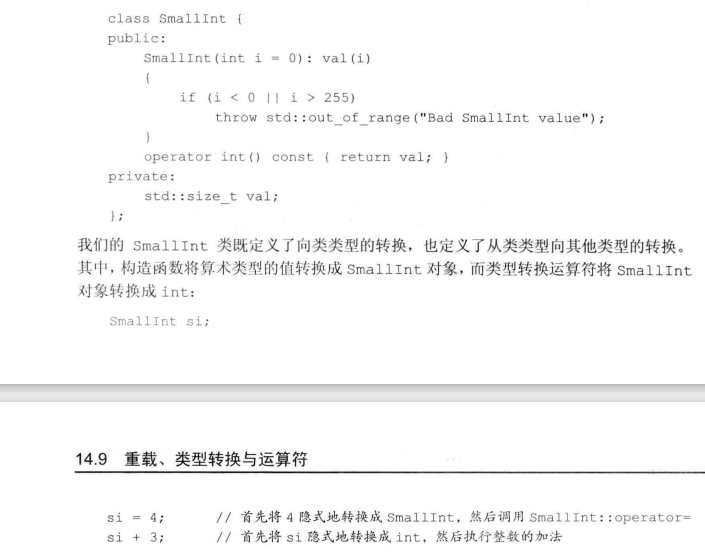 class SmallInt {
public:
SmallInt(int i = 0): val(i)
{
if (i < 0 || i > 255)
throw std::out_of_range("Bad SmallInt value");
}
operator int() const { return val; }
private:
std::size_t val;
};
我们的 SmallInt 类既定义了向类类型的转换，也定义了从类类型向其他类型的转换。
其中，构造函数将算术类型的值转换成 SmallInt 对象，而类型转换运算符将 SmallInt
对象转换成 int：
SmallInt si;
14.9 重载、类型转换与运算符
si = 4; // 首先将 4 隐式地转换成 SmallInt，然后调用 SmallInt::operator=
si + 3; // 首先将 si 隐式地转换成 int，然后执行整数的加法